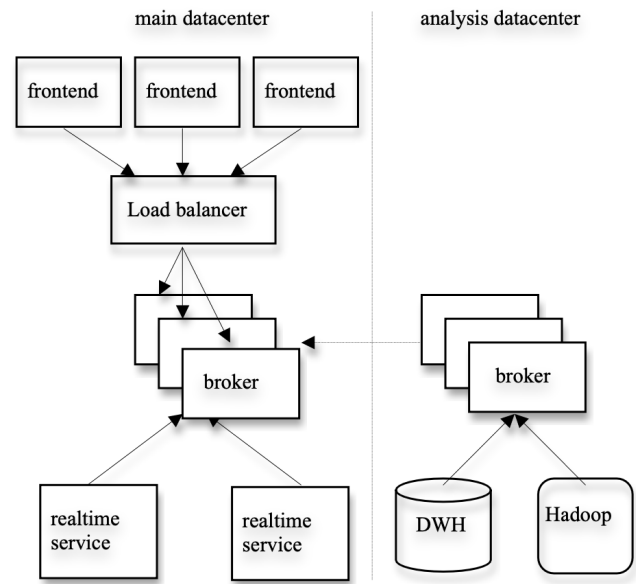 main datacenter
analysis datacenter
frontend
frontend
frontend
Load balancer
broker
broker
realtime
service
realtime
service
DWH
Hadoop